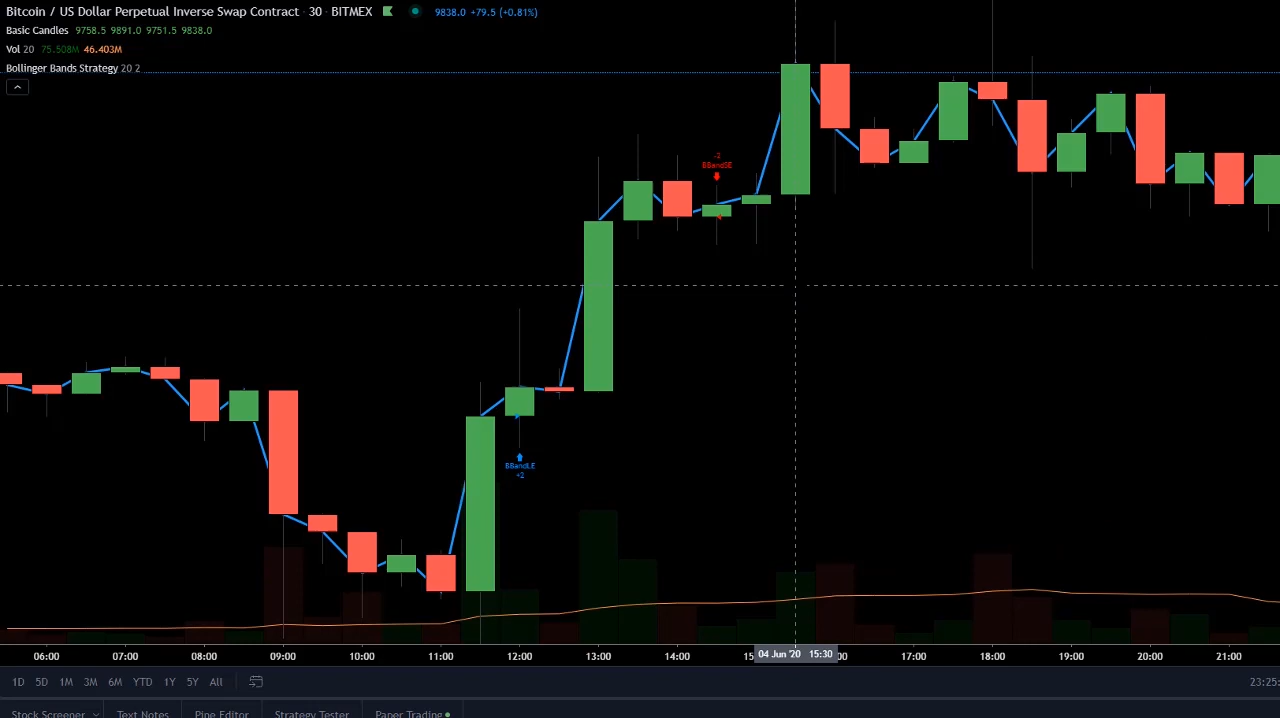 Bitcoin / US Dollar Perpetual Inverse Swap Contract · 30 · BITMEX 9838.0 +79.5 (+0.81%)
Basic Candles 9758.5 9891.0 9751.5 9838.0
Vol 20 75.508M 46.403M
Bollinger Bands Strategy 20 2
-2
BBandSE
BBandLE
+2
06:00 07:00 08:00 09:00 10:00 11:00 12:00 13:00 14:00 15 04 Jun '20 15:30 00 17:00 18:00 19:00 20:00 21:00
1D 5D 1M 3M 6M YTD 1Y 5Y All 23:25:
Stock Screener Text Notes Pine Editor Strategy Tester Paper Trading